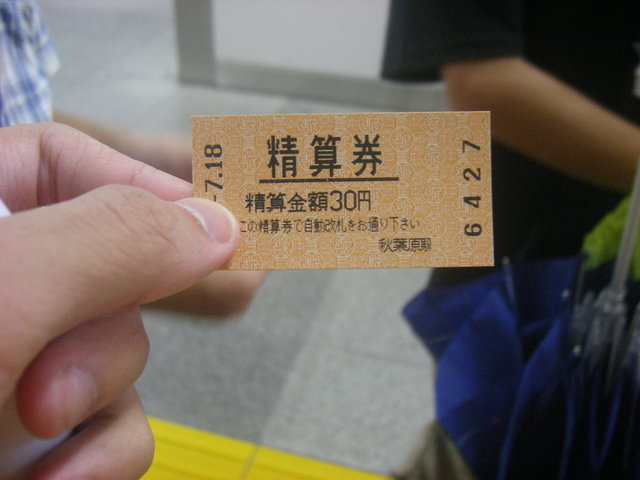 精算券
精算金額30円
この精算券で自動改札をお通り下さい
秋葉原駅
-7.18
6427